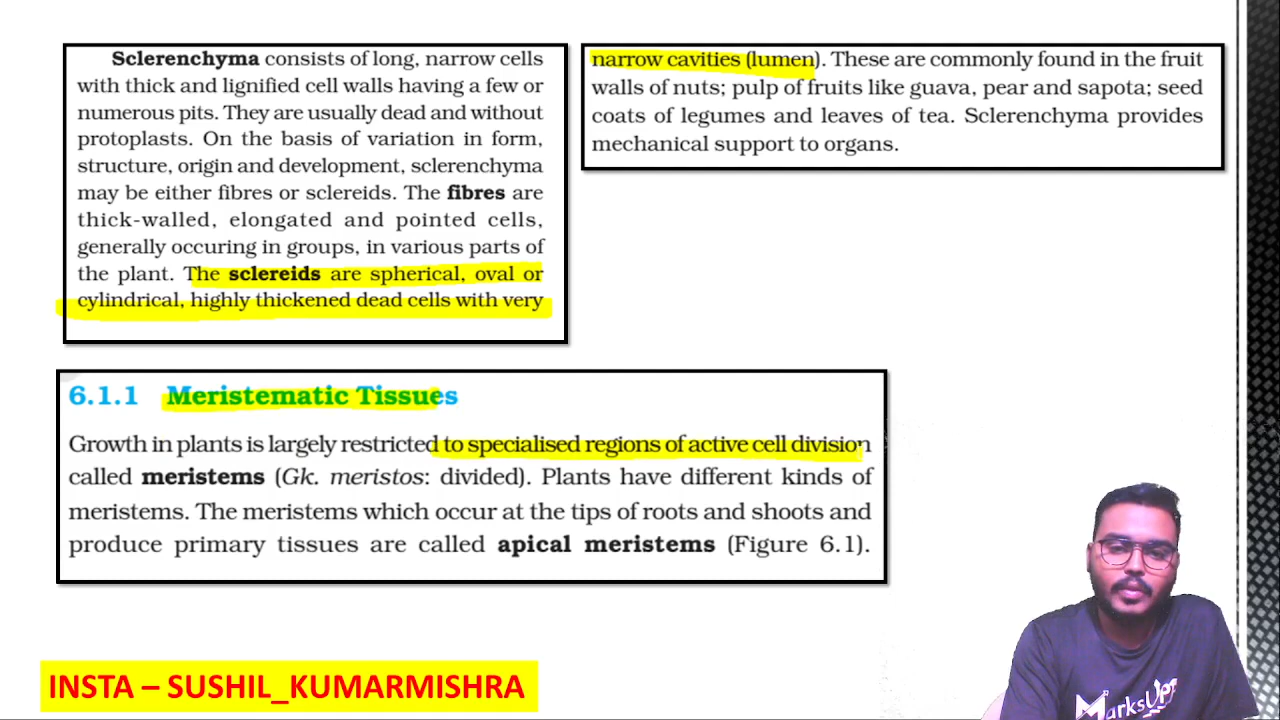 Sclerenchyma consists of long, narrow cells
with thick and lignified cell walls having a few or
numerous pits. They are usually dead and without
protoplasts. On the basis of variation in form,
structure, origin and development, sclerenchyma
may be either fibres or sclereids. The fibres are
thick-walled, elongated and pointed cells,
generally occuring in groups, in various parts of
the plant. The sclereids are spherical, oval or
cylindrical, highly thickened dead cells with very
narrow cavities (lumen). These are commonly found in the fruit
walls of nuts; pulp of fruits like guava, pear and sapota; seed
coats of legumes and leaves of tea. Sclerenchyma provides
mechanical support to organs.
6.1.1 Meristematic Tissues
Growth in plants is largely restricted to specialised regions of active cell division
called meristems (Gk. meristos: divided). Plants have different kinds of
meristems. The meristems which occur at the tips of roots and shoots and
produce primary tissues are called apical meristems (Figure 6.1).
INSTA – SUSHIL_KUMARMISHRA
MarksUp